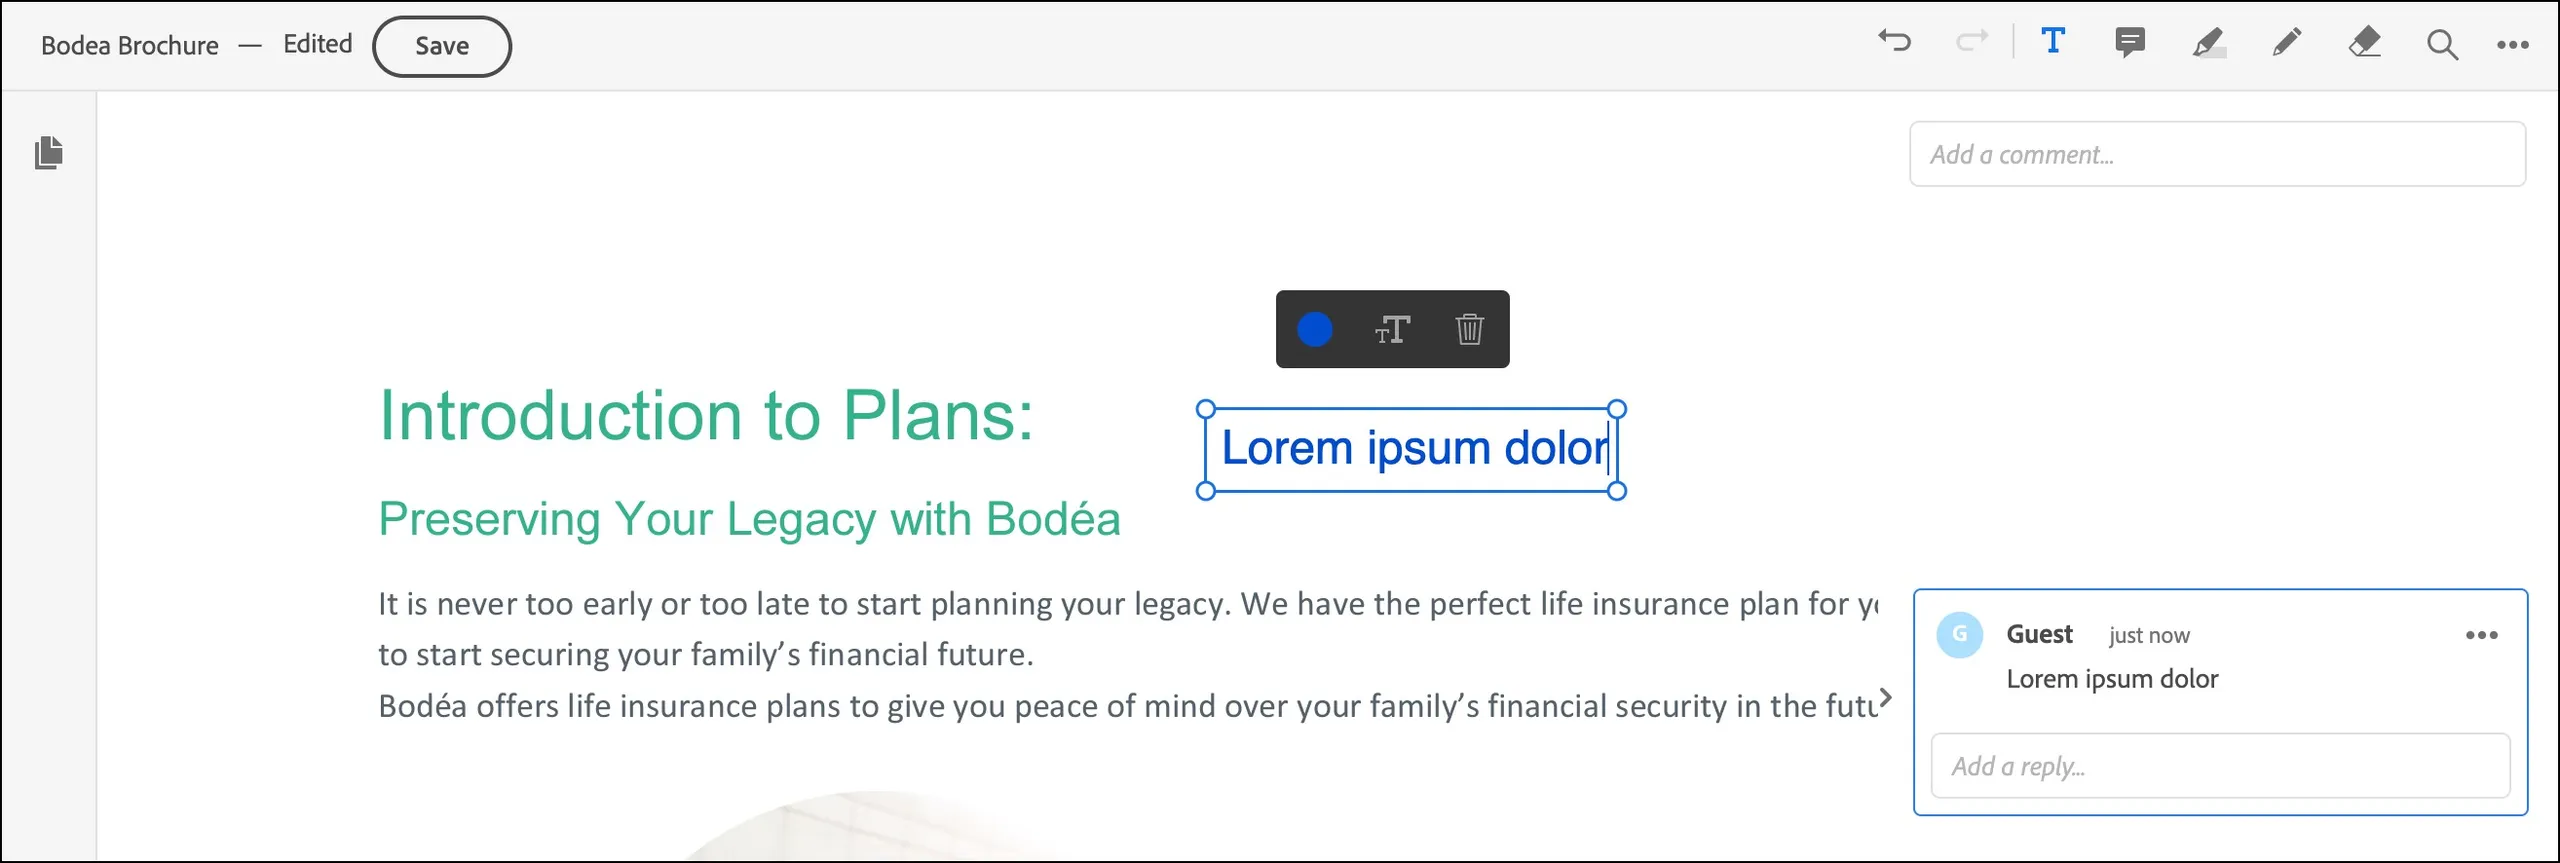 Bodea Brochure — Edited Save
Add a comment...
Introduction to Plans:
Lorem ipsum dolor
Preserving Your Legacy with Bodéa
It is never too early or too late to start planning your legacy. We have the perfect life insurance plan for
to start securing your family’s financial future.
Bodéa offers life insurance plans to give you peace of mind over your family’s financial security in the
G Guest just now
Lorem ipsum dolor
Add a reply...